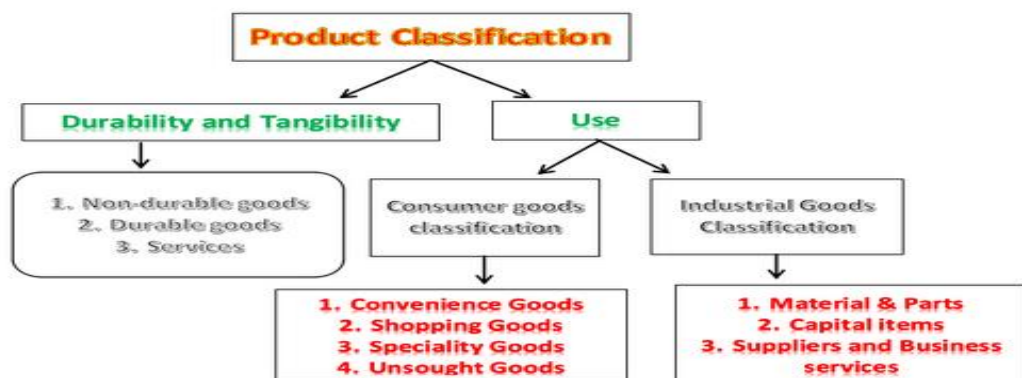 Product Classification
Durability and Tangibility
Use
1. Non-durable goods
2. Durable goods
3. Services
Consumer goods
classification
Industrial Goods
Classification
1. Convenience Goods
2. Shopping Goods
3. Speciality Goods
4. Unsought Goods
1. Material & Parts
2. Capital items
3. Suppliers and Business
services